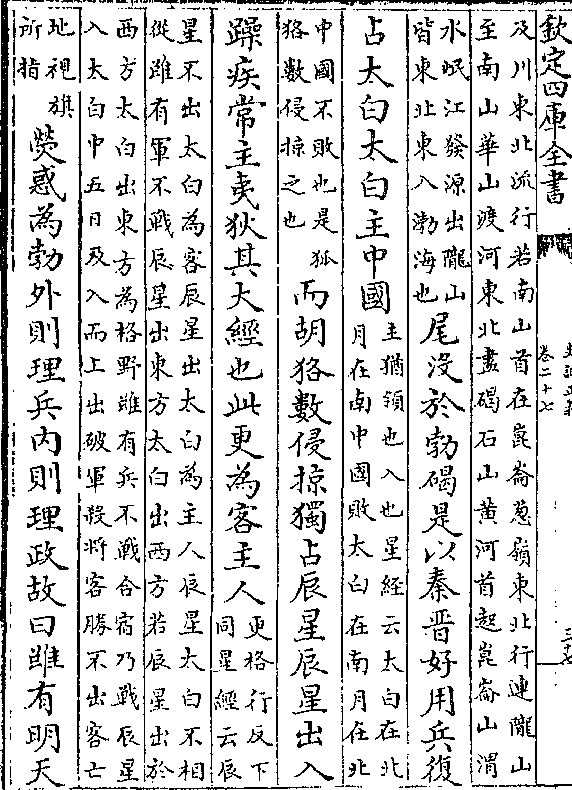 欽定四庫全書
史記正義
卷二十七
及川東北流行若南山首在崑崙蔥嶺東北行連隴山
至南山華山渡河東北盡碣石山黄河首起崑崙山渭
水岷江發源出隴山
皆東北東入渤海也
尾没於勃碣是以秦晉好用兵復
占太白太白主中國
主猶領也入也星經云太白在北
月在南中國敗太白在南月在北
中國不敗也是狐
狢數侵掠之也
而胡狢數侵掠獨占辰星辰星出入
躁疾常主夷狄其大經也此更為客主人
更格行反下
同星經云辰
星不出太白為客辰星出太白為主人辰星太白不相
從雖有軍不戰辰星出東方太白出西方若辰星出於
西方太白出東方為格野雖有兵不戰合宿乃戰辰星
入太白中五日及入而上出破軍殺將客勝不出客亡
地視旗
所指
熒惑為勃外則理兵内則理政故曰雖有明天